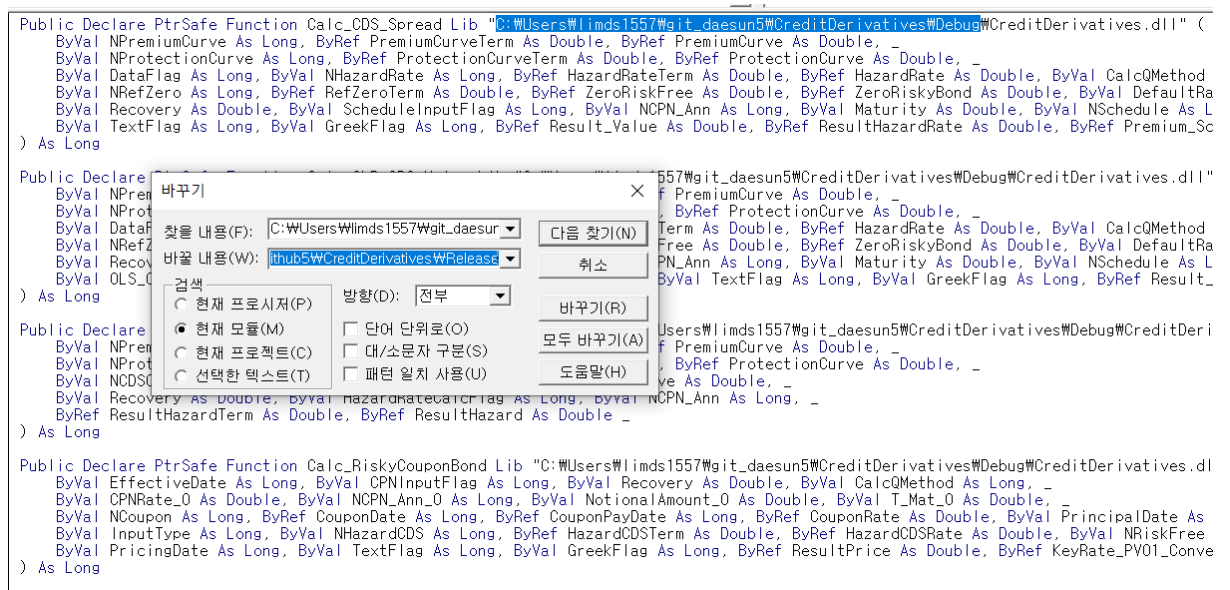 Public Declare PtrSafe Function Calc_CDS_Spread Lib "C:₩Users₩limds1557₩git_daesun5₩CreditDerivatives₩Debug₩CreditDerivatives.dll" (
ByVal NPremiumCurve As Long, ByRef PremiumCurveTerm As Double, ByRef PremiumCurve As Double, _
ByVal NProtectionCurve As Long, ByRef ProtectionCurveTerm As Double, ByRef ProtectionCurve As Double, _
ByVal DataFlag As Long, ByVal NHazardRate As Long, ByRef HazardRateTerm As Double, ByRef HazardRate As Double, ByVal CalcQMethod
ByVal NRefZero As Long, ByRef RefZeroTerm As Double, ByRef ZeroRiskFree As Double, ByRef ZeroRiskyBond As Double, ByVal DefaultRa
ByVal Recovery As Double, ByVal ScheduleInputFlag As Long, ByVal NCPN_Ann As Long, ByVal Maturity As Double, ByVal NSchedule As L
ByVal TextFlag As Long, ByVal GreekFlag As Long, ByRef Result_Value As Double, ByRef ResultHazardRate As Double, ByRef Premium_Sc
) As Long
Public Declare 557₩git_daesun5₩CreditDerivatives₩Debug₩CreditDerivatives.dll"
ByVal NPrem f PremiumCurve As Double, _
ByVal NProt , ByRef ProtectionCurve As Double, _
ByVal DataF Term As Double, ByRef HazardRate As Double, ByVal CalcQMethod
ByVal NRefZ Free As Double, ByRef ZeroRiskyBond As Double, ByVal DefaultRa
ByVal Recov PN_Ann As Long, ByVal Maturity As Double, ByVal NSchedule As L
ByVal OLS_C ByVal TextFlag As Long, ByVal GreekFlag As Long, ByRef Result_
) As Long
바꾸기
찾을 내용(F): C:₩Users₩limds1557₩git_daesur
다음 찾기(N)
바꿀 내용(W): ithub5₩CreditDerivatives₩Release
취소
검색
현재 프로시저(P)
현재 모듈(M)
현재 프로젝트(C)
선택한 텍스트(T)
방향(D): 전부
단어 단위로(O)
대/소문자 구분(S)
패턴 일치 사용(U)
바꾸기(R)
모두 바꾸기(A)
도움말(H)
Public Declare Users₩limds1557₩git_daesun5₩CreditDerivatives₩Debug₩CreditDeri
ByVal NPrem f PremiumCurve As Double, _
ByVal NProt , ByRef ProtectionCurve As Double, _
ByVal NCDSC ve As Double, _
ByVal Recovery As Double, ByVal HazardRateCalcFlag As Long, ByVal NCPN_Ann As Long, _
ByRef ResultHazardTerm As Double, ByRef ResultHazard As Double _
) As Long
Public Declare PtrSafe Function Calc_RiskyCouponBond Lib "C:₩Users₩limds1557₩git_daesun5₩CreditDerivatives₩Debug₩CreditDerivatives.dl
ByVal EffectiveDate As Long, ByVal CPNInputFlag As Long, ByVal Recovery As Double, ByVal CalcQMethod As Long, _
ByVal CPNRate_O As Double, ByVal NCPN_Ann_O As Long, ByVal NotionalAmount_O As Double, ByVal T_Mat_O As Double, _
ByVal NCoupon As Long, ByRef CouponDate As Long, ByRef CouponPayDate As Long, ByRef CouponRate As Double, ByVal PrincipalDate As
ByVal InputType As Long, ByVal NHazardCDS As Long, ByRef HazardCDSTerm As Double, ByRef HazardCDSRate As Double, ByVal NRiskFree
ByVal PricingDate As Long, ByVal TextFlag As Long, ByVal GreekFlag As Long, ByRef ResultPrice As Double, ByRef KeyRate_PV01_Conve
) As Long